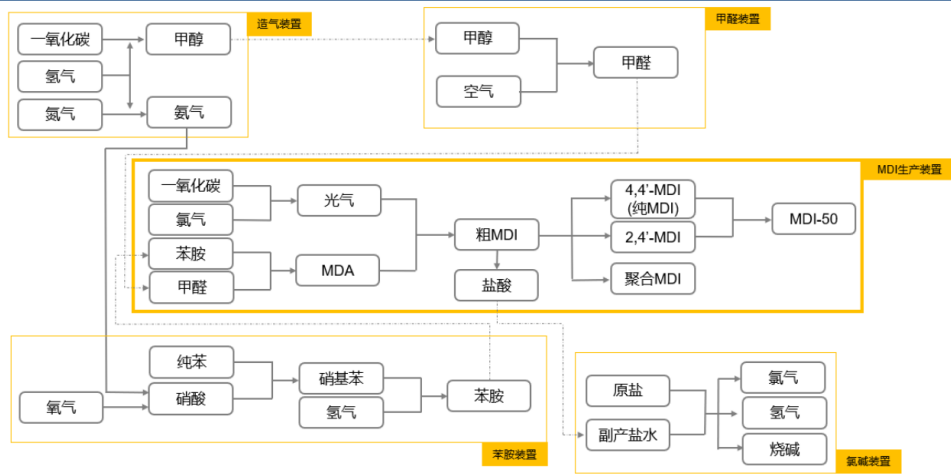 造气装置
一氧化碳
甲醇
氢气
氮气
氨气
甲醛装置
甲醇
空气
甲醛
MDI生产装置
一氧化碳
氯气
光气
苯胺
甲醛
MDA
粗MDI
盐酸
4,4'-MDI
(纯MDI)
2,4'-MDI
聚合MDI
MDI-50
纯苯
氧气
硝酸
硝基苯
氢气
苯胺
苯胺装置
原盐
副产盐水
氯气
氢气
烧碱
氯碱装置